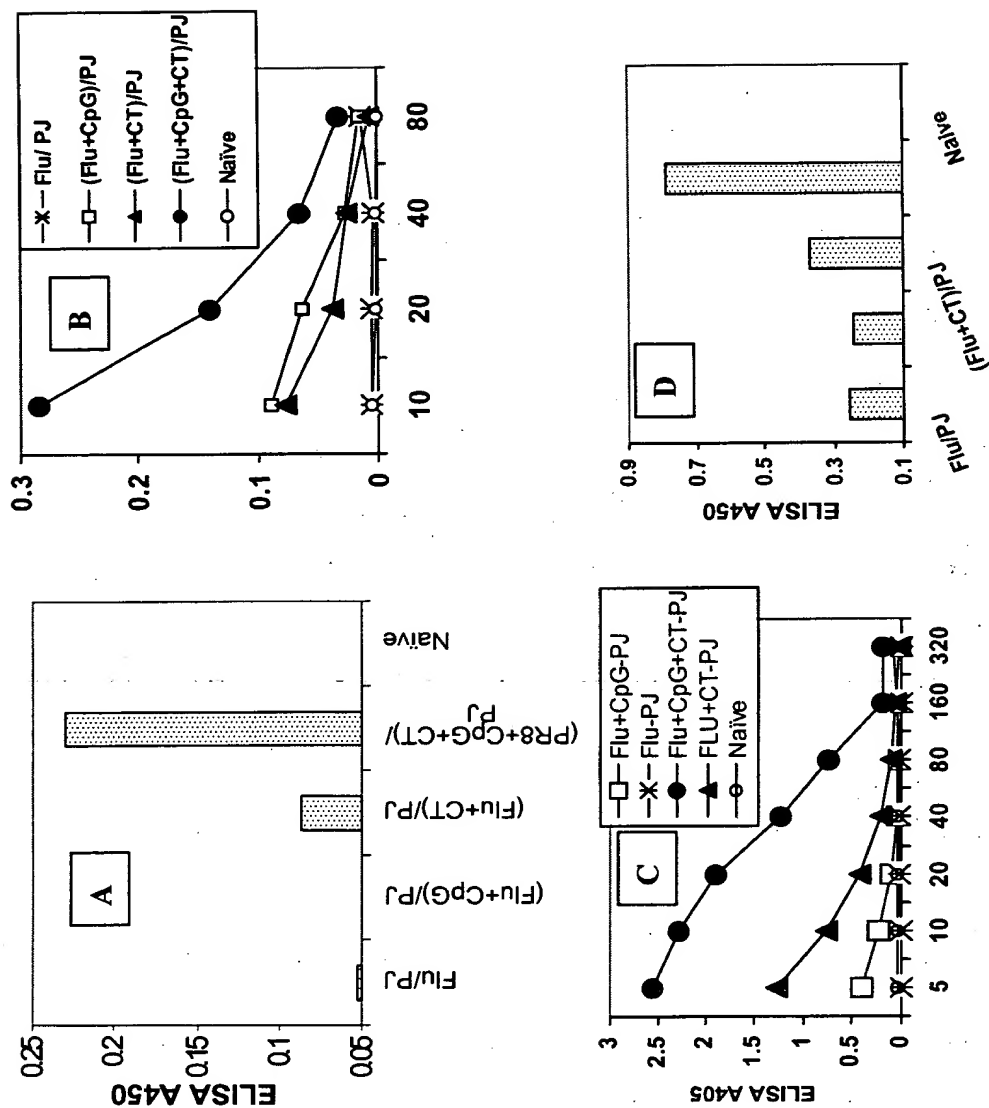 A
ELISA A450
0.25
0.2
0.15
0.1
0.05
Flu/PJ
(Flu+CpG)/PJ
(Flu+CT)/PJ
(PR8+CpG+CT)/
PJ
Naïve
B
0.3
0.2
0.1
0
10
20
40
80
Flu/ PJ
(Flu+CpG)/PJ
(Flu+CT)/PJ
(Flu+CpG+CT)/PJ
Naïve
C
ELISA A405
3
2.5
2
1.5
1
0.5
0
5
10
20
40
80
160
320
Flu+CpG-PJ
Flu-PJ
Flu+CpG+CT-PJ
FLU+CT-PJ
Naïve
D
ELISA A450
0.9
0.7
0.5
0.3
0.1
Flu/PJ
(Flu+CT)/PJ
Naïve